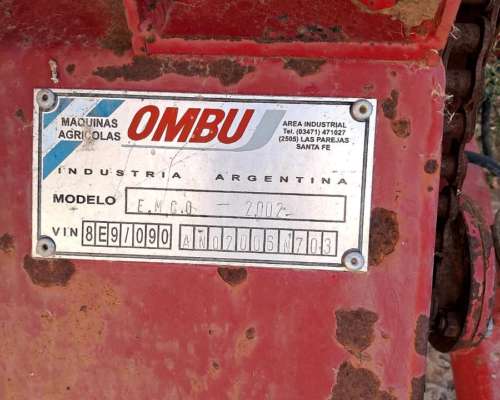 MAQUINAS
AGRICOLAS
OMBU
AREA INDUSTRIAL
Tel. (03471) 471027
(2505) LAS PAREJAS
SANTA FE
INDUSTRIA ARGENTINA
MODELO E.M.G.O - 2002
VIN 8E9/090 AN02006N703